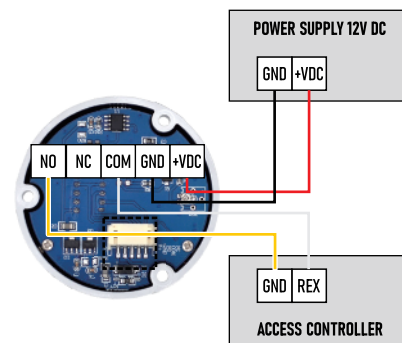 POWER SUPPLY 12V DC
GND +VDC
NO NC COM GND +VDC
GND REX
ACCESS CONTROLLER